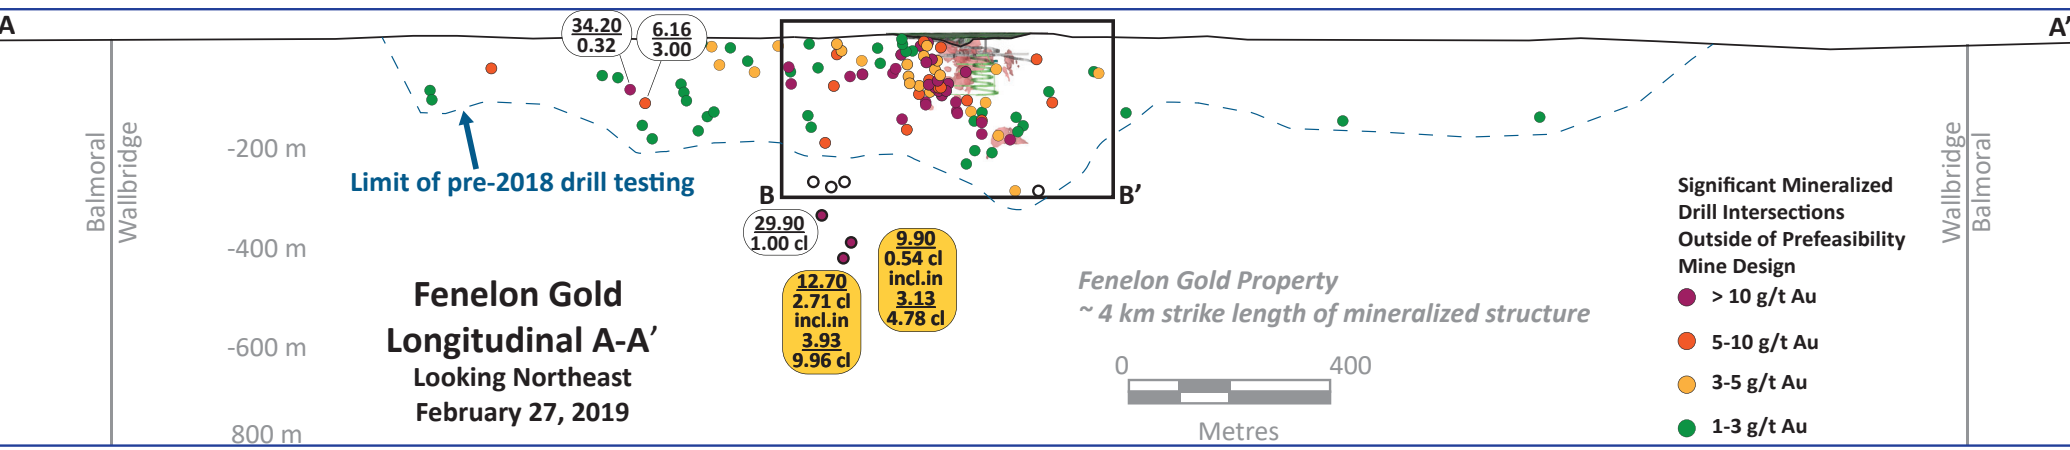 A
A'
34.20
0.32
6.16
3.00
Balmoral
Wallbridge
-200 m
-400 m
-600 m
800 m
Limit of pre-2018 drill testing
B
B'
29.90
1.00 cl
12.70
2.71 cl
incl.in
3.93
9.96 cl
9.90
0.54 cl
incl.in
3.13
4.78 cl
Fenelon Gold
Longitudinal A-A'
Looking Northeast
February 27, 2019
Fenelon Gold Property
~ 4 km strike length of mineralized structure
0 400
Metres
Wallbridge
Balmoral
Significant Mineralized
Drill Intersections
Outside of Prefeasibility
Mine Design
> 10 g/t Au
5-10 g/t Au
3-5 g/t Au
1-3 g/t Au